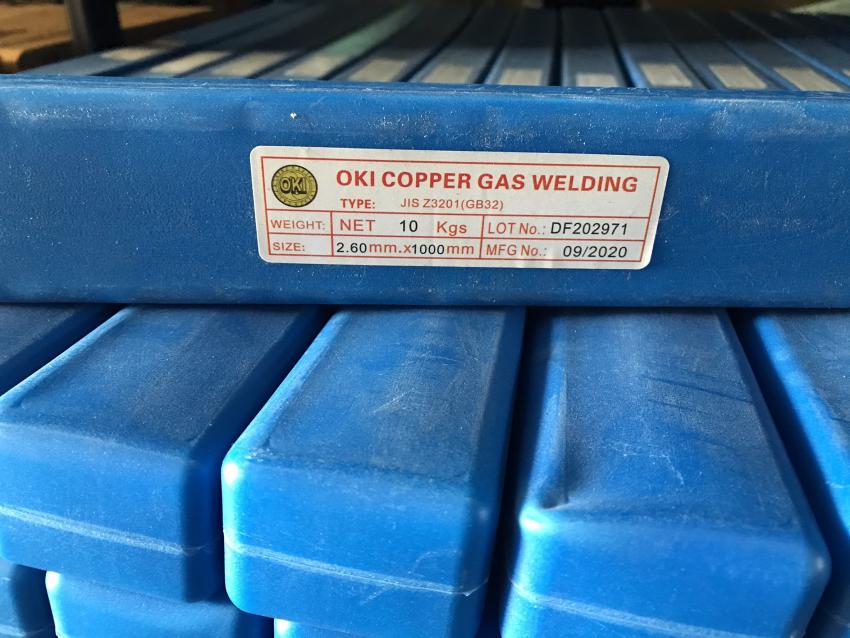 OKI
OKI COPPER GAS WELDING
TYPE: JIS Z3201(GB32)
WEIGHT: NET 10 Kgs LOT No.: DF202971
SIZE: 2.60mm.x1000mm MFG No.: 09/2020